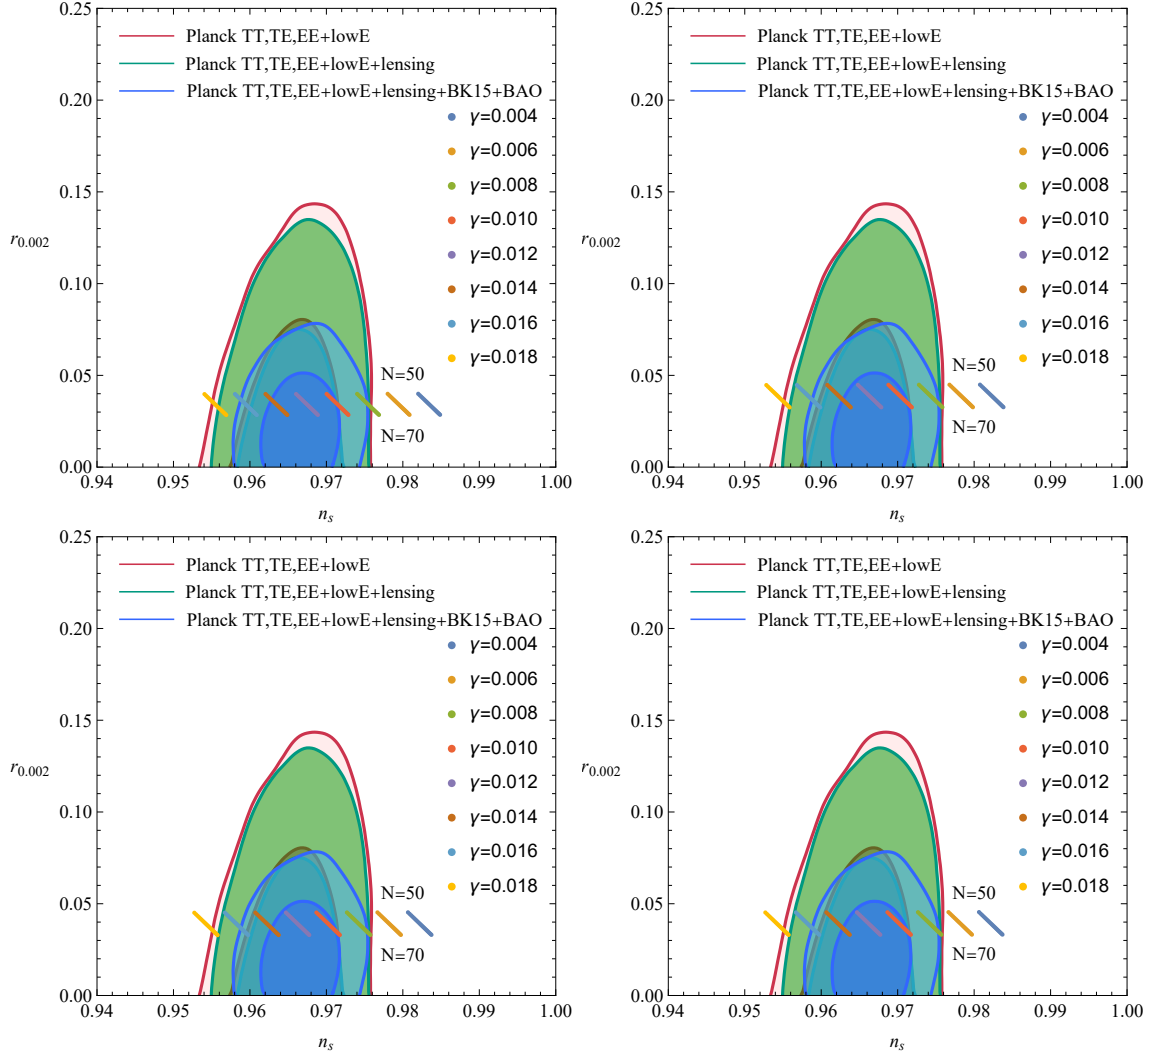 0.25
0.20
0.15
0.10
0.05
0.00
r0.002
Planck TT,TE,EE+lowE
Planck TT,TE,EE+lowE+lensing
Planck TT,TE,EE+lowE+lensing+BK15+BAO
γ=0.004
γ=0.006
γ=0.008
γ=0.010
γ=0.012
γ=0.014
γ=0.016
γ=0.018
N=50
N=70
0.94 0.95 0.96 0.97 0.98 0.99 1.00
ns
0.25
0.20
0.15
0.10
0.05
0.00
r0.002
Planck TT,TE,EE+lowE
Planck TT,TE,EE+lowE+lensing
Planck TT,TE,EE+lowE+lensing+BK15+BAO
γ=0.004
γ=0.006
γ=0.008
γ=0.010
γ=0.012
γ=0.014
γ=0.016
γ=0.018
N=50
N=70
0.94 0.95 0.96 0.97 0.98 0.99 1.00
ns
0.25
0.20
0.15
0.10
0.05
0.00
r0.002
Planck TT,TE,EE+lowE
Planck TT,TE,EE+lowE+lensing
Planck TT,TE,EE+lowE+lensing+BK15+BAO
γ=0.004
γ=0.006
γ=0.008
γ=0.010
γ=0.012
γ=0.014
γ=0.016
γ=0.018
N=50
N=70
0.94 0.95 0.96 0.97 0.98 0.99 1.00
ns
0.25
0.20
0.15
0.10
0.05
0.00
r0.002
Planck TT,TE,EE+lowE
Planck TT,TE,EE+lowE+lensing
Planck TT,TE,EE+lowE+lensing+BK15+BAO
γ=0.004
γ=0.006
γ=0.008
γ=0.010
γ=0.012
γ=0.014
γ=0.016
γ=0.018
N=50
N=70
0.94 0.95 0.96 0.97 0.98 0.99 1.00
ns